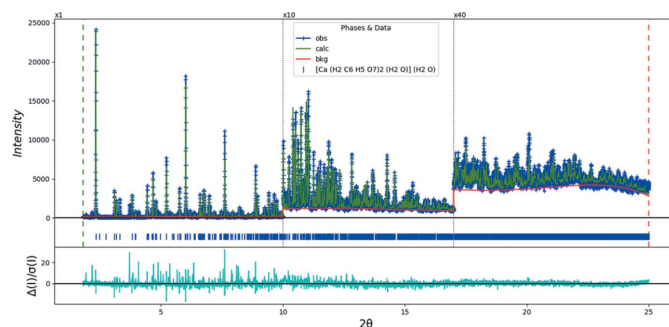 x1
x10
x40
25000
20000
15000
10000
5000
0
Intensity
Phases & Data
obs
calc
bkg
[Ca (H2 C6 H5 O7)2 (H2 O)] (H2 O)
20
0
Δ(I)/σ(I)
5
10
15
20
25
2θ